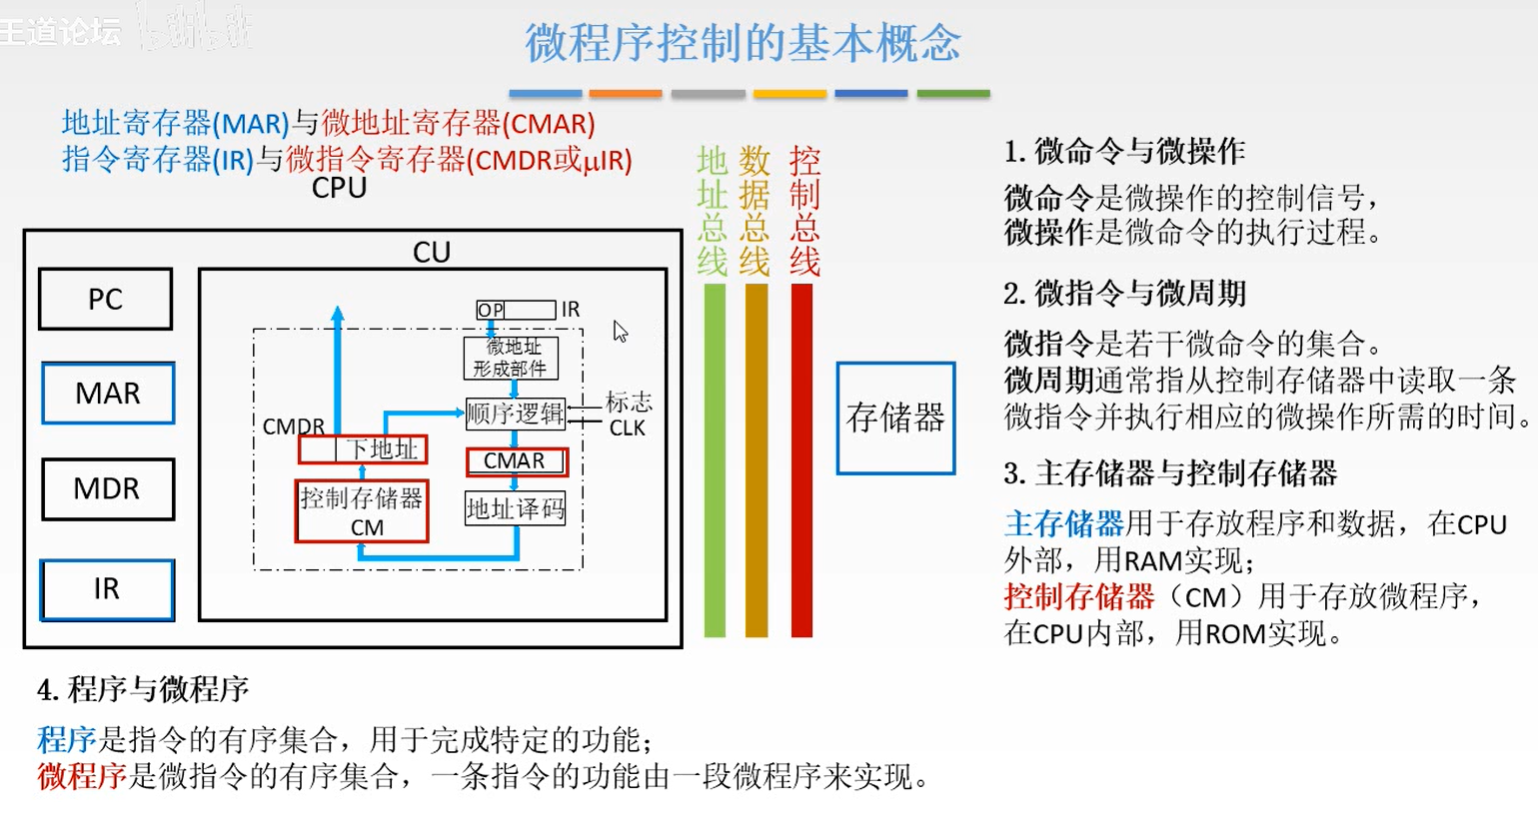 王道论坛 bilibili
微程序控制的基本概念
地址寄存器(MAR)与微地址寄存器(CMAR)
指令寄存器(IR)与微指令寄存器(CMDR或μIR)
CPU
CU
PC
MAR
MDR
IR
OP
IR
微地址
形成部件
顺序逻辑
标志
CLK
CMDR
下地址
CMAR
控制存储器
CM
地址译码
地址总线
数据总线
控制总线
存储器
1. 微命令与微操作
微命令是微操作的控制信号，
微操作是微命令的执行过程。
2. 微指令与微周期
微指令是若干微命令的集合。
微周期通常指从控制存储器中读取一条
微指令并执行相应的微操作所需的时间。
3. 主存储器与控制存储器
主存储器用于存放程序和数据，在CPU
外部，用RAM实现；
控制存储器（CM）用于存放微程序，
在CPU内部，用ROM实现。
4. 程序与微程序
程序是指令的有序集合，用于完成特定的功能；
微程序是微指令的有序集合，一条指令的功能由一段微程序来实现。